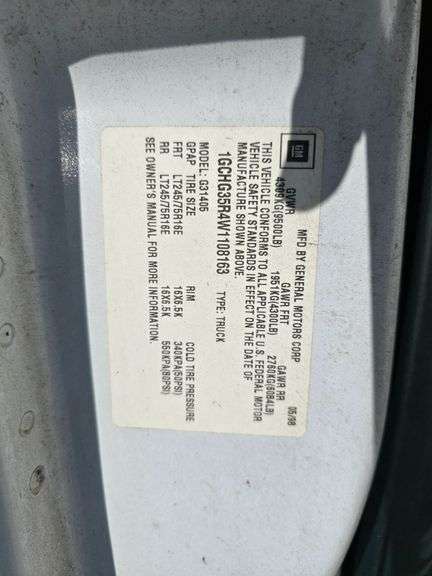 GM
MFD BY GENERAL MOTORS CORP 05/98
GVWR GAWR FRT GAWR RR
4309KG(9500LB) 1951KG(4300LB) 2760KG(6084LB)
THIS VEHICLE CONFORMS TO ALL APPLICABLE U.S. FEDERAL MOTOR
VEHICLE SAFETY STANDARDS IN EFFECT ON THE DATE OF
MANUFACTURE SHOWN ABOVE.
1GCHG35R4W1108163 TYPE: TRUCK
MODEL: G31405
GPAP TIRE SIZE RIM COLD TIRE PRESSURE
FRT LT245/75R16E 16X6.5K 340KPA(50PSI)
RR LT245/75R16E 16X6.5K 550KPA(80PSI)
SEE OWNER'S MANUAL FOR MORE INFORMATION.